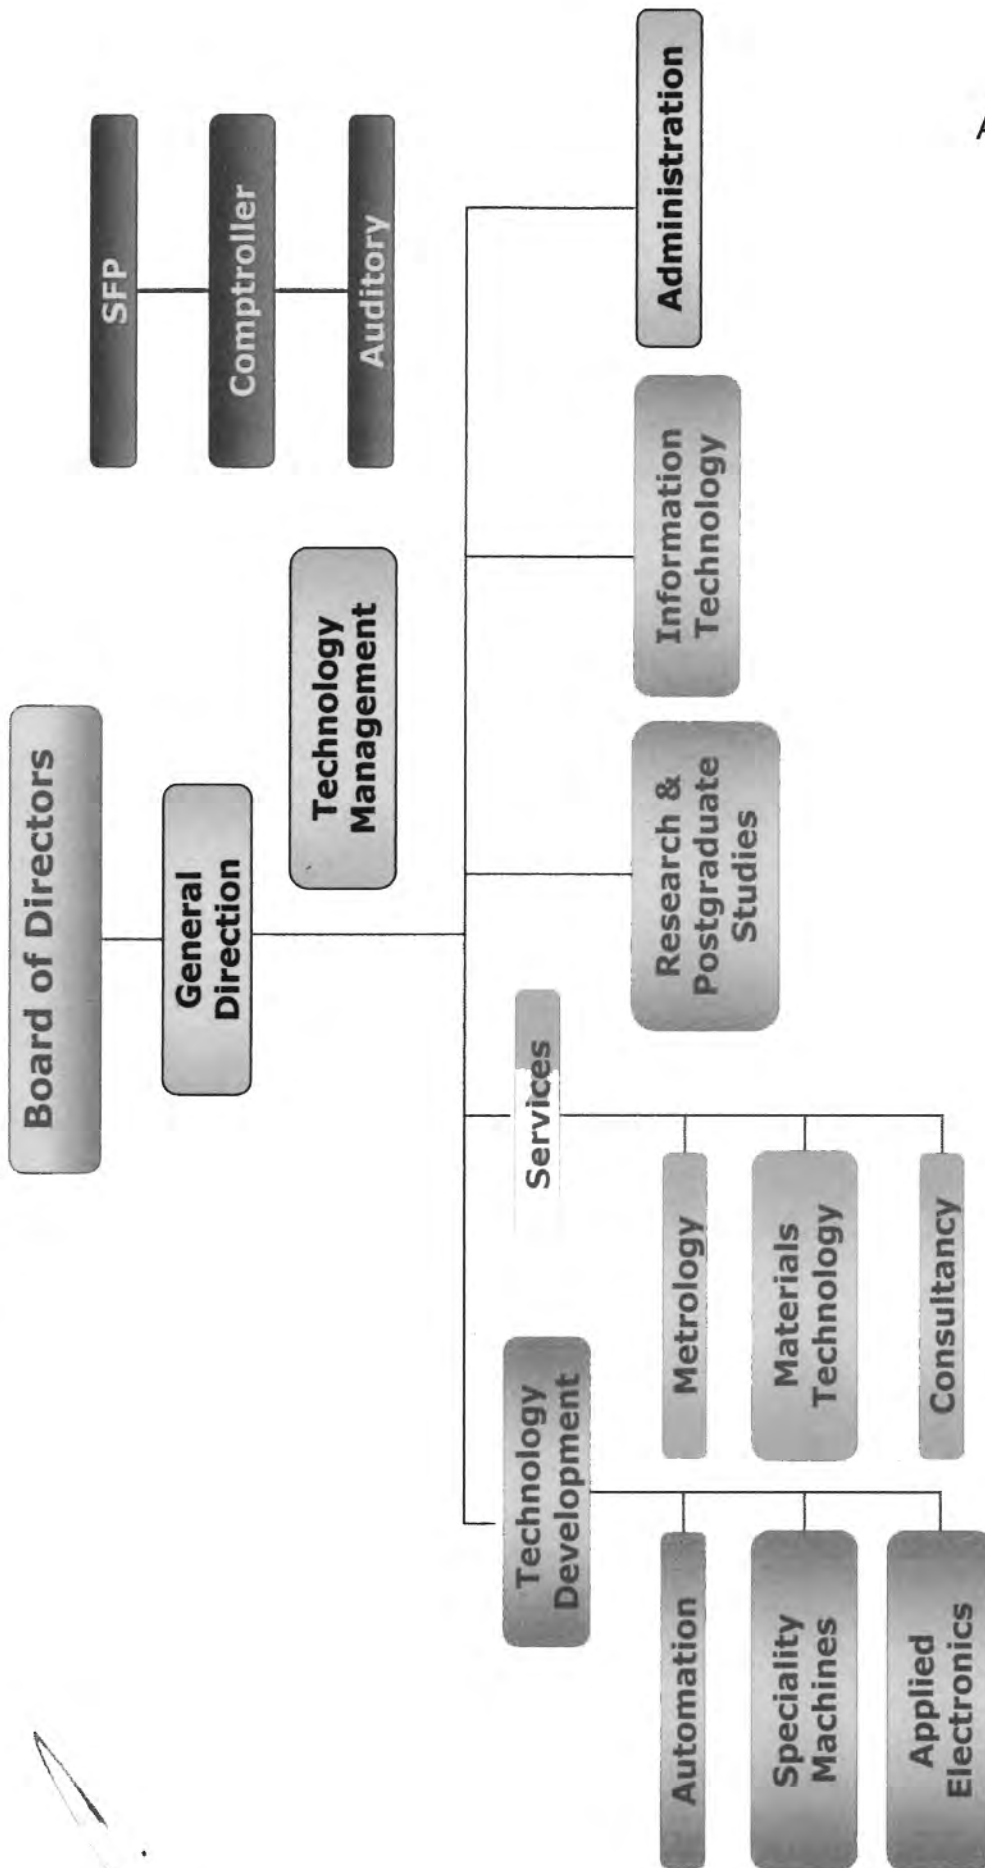 Board of Directors
General
Direction
SFP
Comptroller
Auditory
Technology
Management
Technology
Development
Services
Research &
Postgraduate
Studies
Information
Technology
Administration
Automation
Speciality
Machines
Applied
Electronics
Metrology
Materials
Technology
Consultancy
A